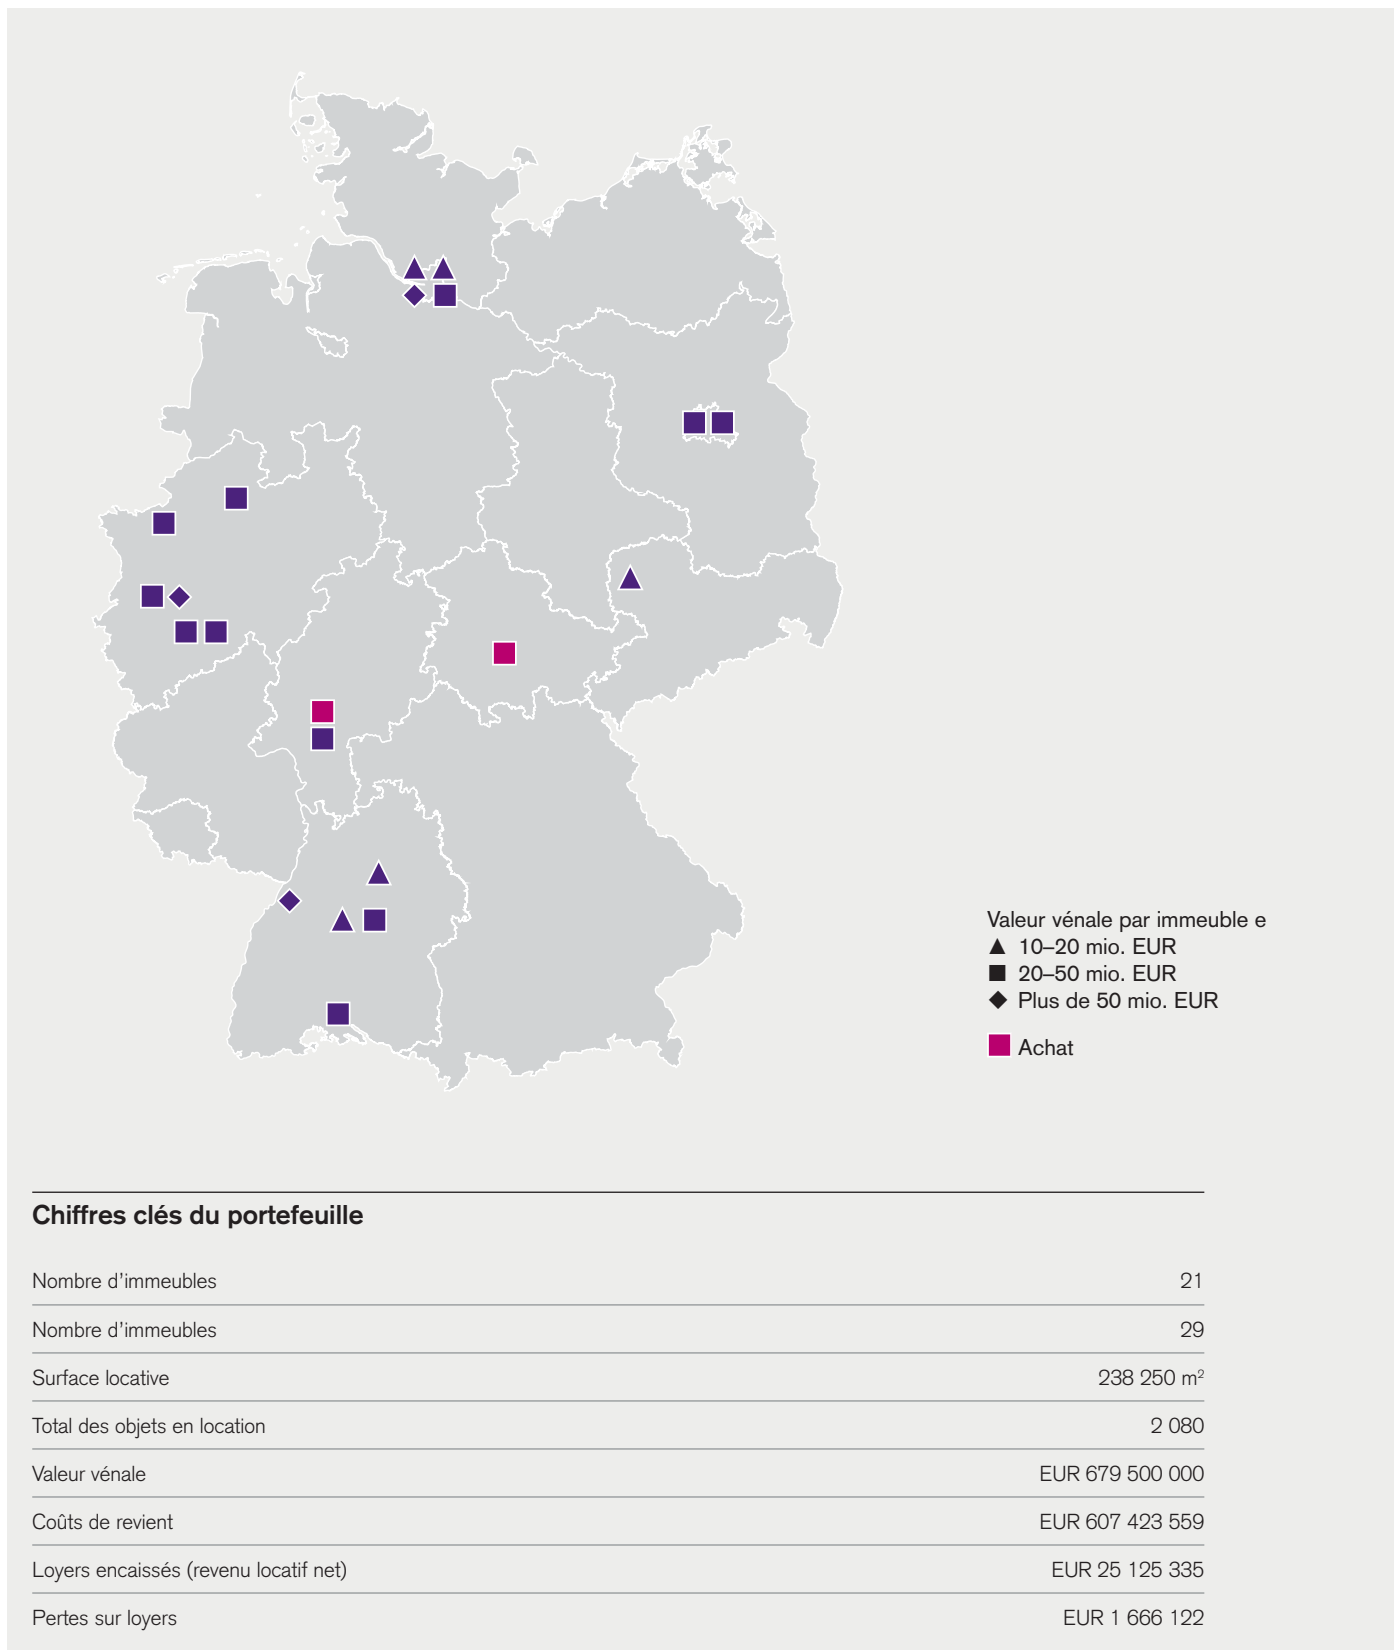 Valeur vénale par immeuble e
▲ 10–20 mio. EUR
■ 20–50 mio. EUR
◆ Plus de 50 mio. EUR
Achat
Chiffres clés du portefeuille
Nombre d’immeubles 21
Nombre d’immeubles 29
Surface locative 238 250 m²
Total des objets en location 2 080
Valeur vénale EUR 679 500 000
Coûts de revient EUR 607 423 559
Loyers encaissés (revenu locatif net) EUR 25 125 335
Pertes sur loyers EUR 1 666 122